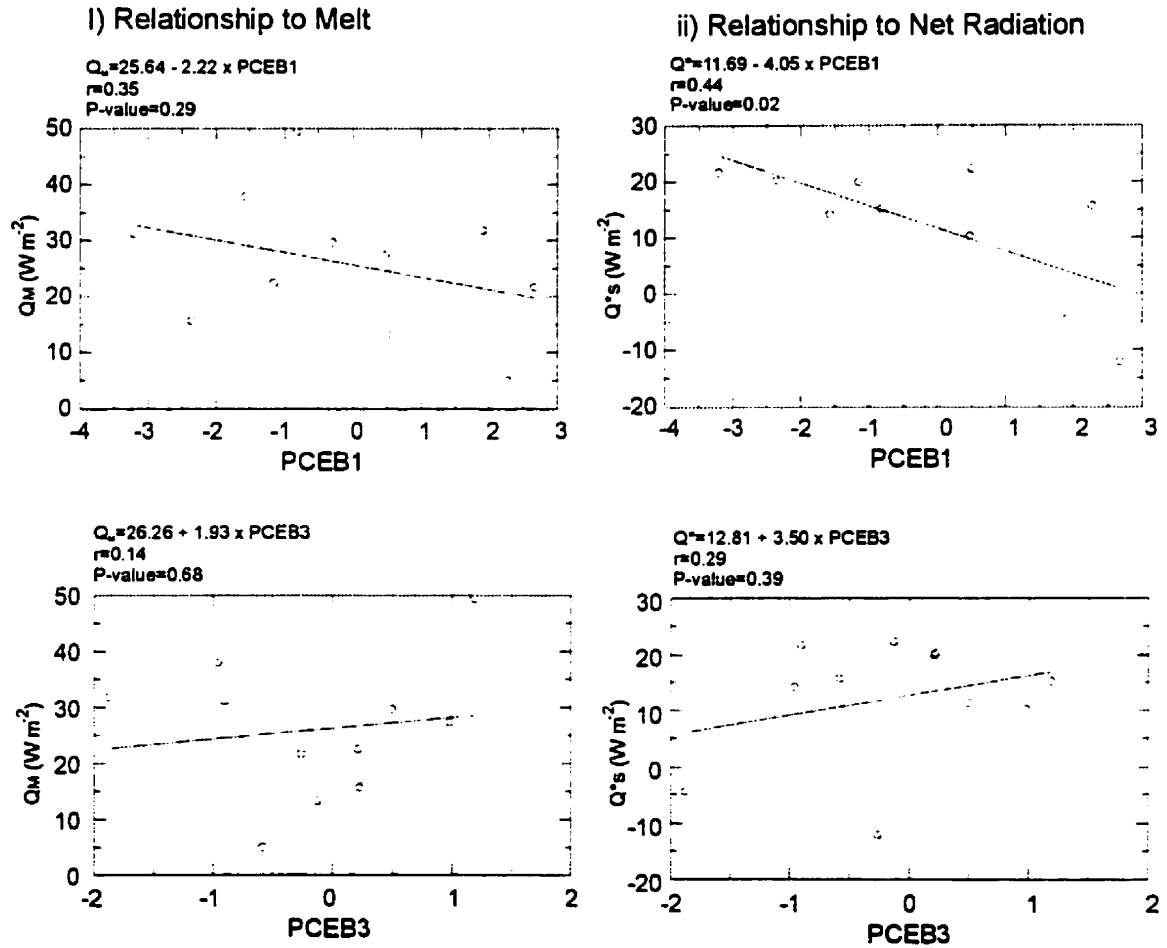 I) Relationship to Melt
Qₘ=25.64 - 2.22 x PCEB1
r=0.35
P-value=0.29
50
40
30
20
10
0
QM (W m⁻²)
-4 -3 -2 -1 0 1 2 3
PCEB1
ii) Relationship to Net Radiation
Q*=11.69 - 4.05 x PCEB1
r=0.44
P-value=0.02
30
20
10
0
-10
-20
Q*s (W m⁻²)
-4 -3 -2 -1 0 1 2 3
PCEB1
Qₘ=26.26 + 1.93 x PCEB3
r=0.14
P-value=0.68
50
40
30
20
10
0
QM (W m⁻²)
-2 -1 0 1 2
PCEB3
Q*=12.81 + 3.50 x PCEB3
r=0.29
P-value=0.39
30
20
10
0
-10
-20
Q*s (W m⁻²)
-2 -1 0 1 2
PCEB3